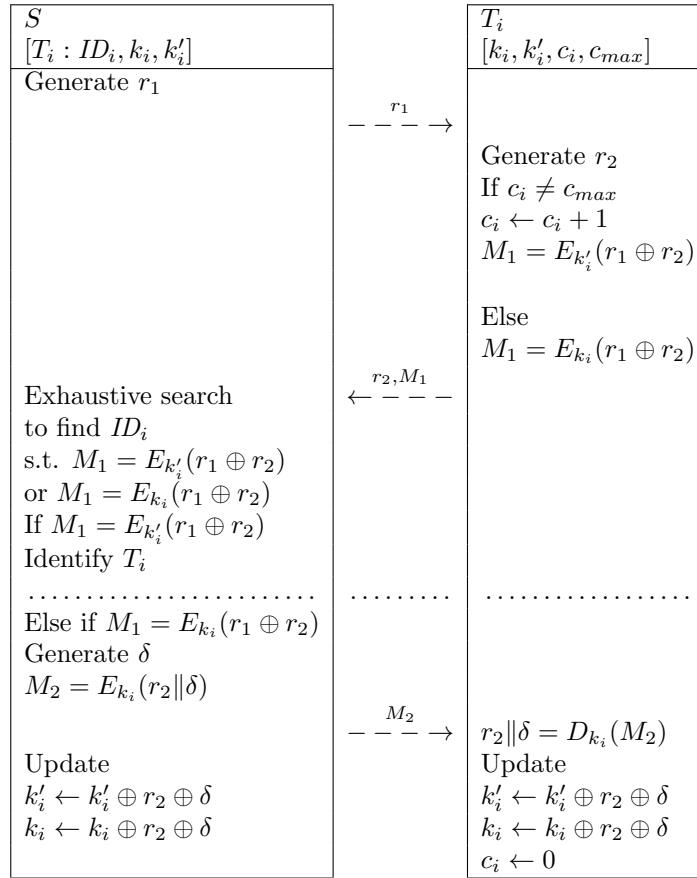 S
[T_i : ID_i, k_i, k'_i]
T_i
[k_i, k'_i, c_i, c_max]
Generate r_1
r_1
- - - →
Generate r_2
If c_i ≠ c_max
c_i ← c_i + 1
M_1 = E_{k'_i}(r_1 ⊕ r_2)
Else
M_1 = E_{k_i}(r_1 ⊕ r_2)
r_2, M_1
← - - -
Exhaustive search
to find ID_i
s.t. M_1 = E_{k'_i}(r_1 ⊕ r_2)
or M_1 = E_{k_i}(r_1 ⊕ r_2)
If M_1 = E_{k'_i}(r_1 ⊕ r_2)
Identify T_i
Else if M_1 = E_{k_i}(r_1 ⊕ r_2)
Generate δ
M_2 = E_{k_i}(r_2‖δ)
M_2
- - - →
r_2‖δ = D_{k_i}(M_2)
Update
k'_i ← k'_i ⊕ r_2 ⊕ δ
k_i ← k_i ⊕ r_2 ⊕ δ
Update
k'_i ← k'_i ⊕ r_2 ⊕ δ
k_i ← k_i ⊕ r_2 ⊕ δ
c_i ← 0